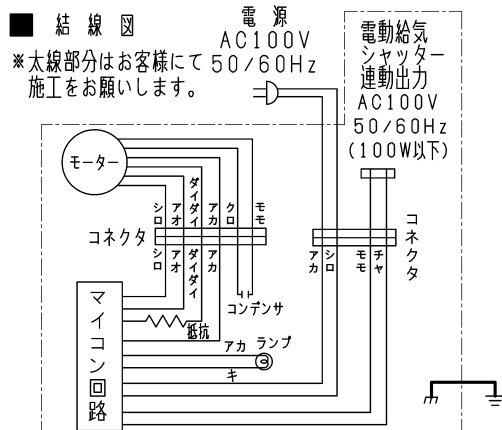 ■ 結線図
※太線部分はお客様にて
施工をお願いします。
電源
AC100V
50/60Hz
電動給気
シャッター
連動出力
AC100V
50/60Hz
(100W以下)
モーター
シロ
アオ
ダイダイ
アカ
クロ
モモ
コネクタ
シロ
アオ
ダイダイ
アカ
コンデンサ
アカ
シロ
モモ
チャ
コネクタ
マイコン回路
抵抗
アカ
ランプ
キ